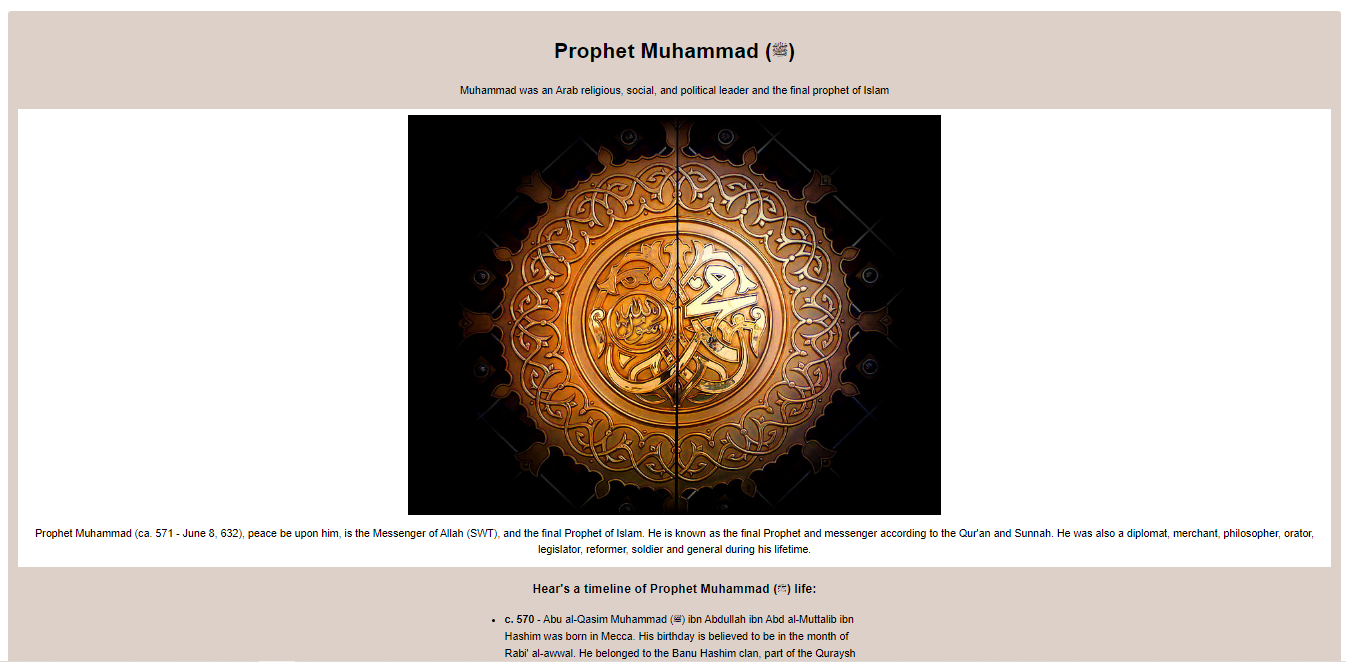 Prophet Muhammad (ﷺ)
Muhammad was an Arab religious, social, and political leader and the final prophet of Islam
محمد
رسول الله
Prophet Muhammad (ca. 571 - June 8, 632), peace be upon him, is the Messenger of Allah (SWT), and the final Prophet of Islam. He is known as the final Prophet and messenger according to the Qur'an and Sunnah. He was also a diplomat, merchant, philosopher, orator,
legislator, reformer, soldier and general during his lifetime.
Hear's a timeline of Prophet Muhammad (ﷺ) life:
• c. 570 - Abu al-Qasim Muhammad (ﷺ) ibn Abdullah ibn Abd al-Muttalib ibn
Hashim was born in Mecca. His birthday is believed to be in the month of
Rabi' al-awwal. He belonged to the Banu Hashim clan, part of the Quraysh